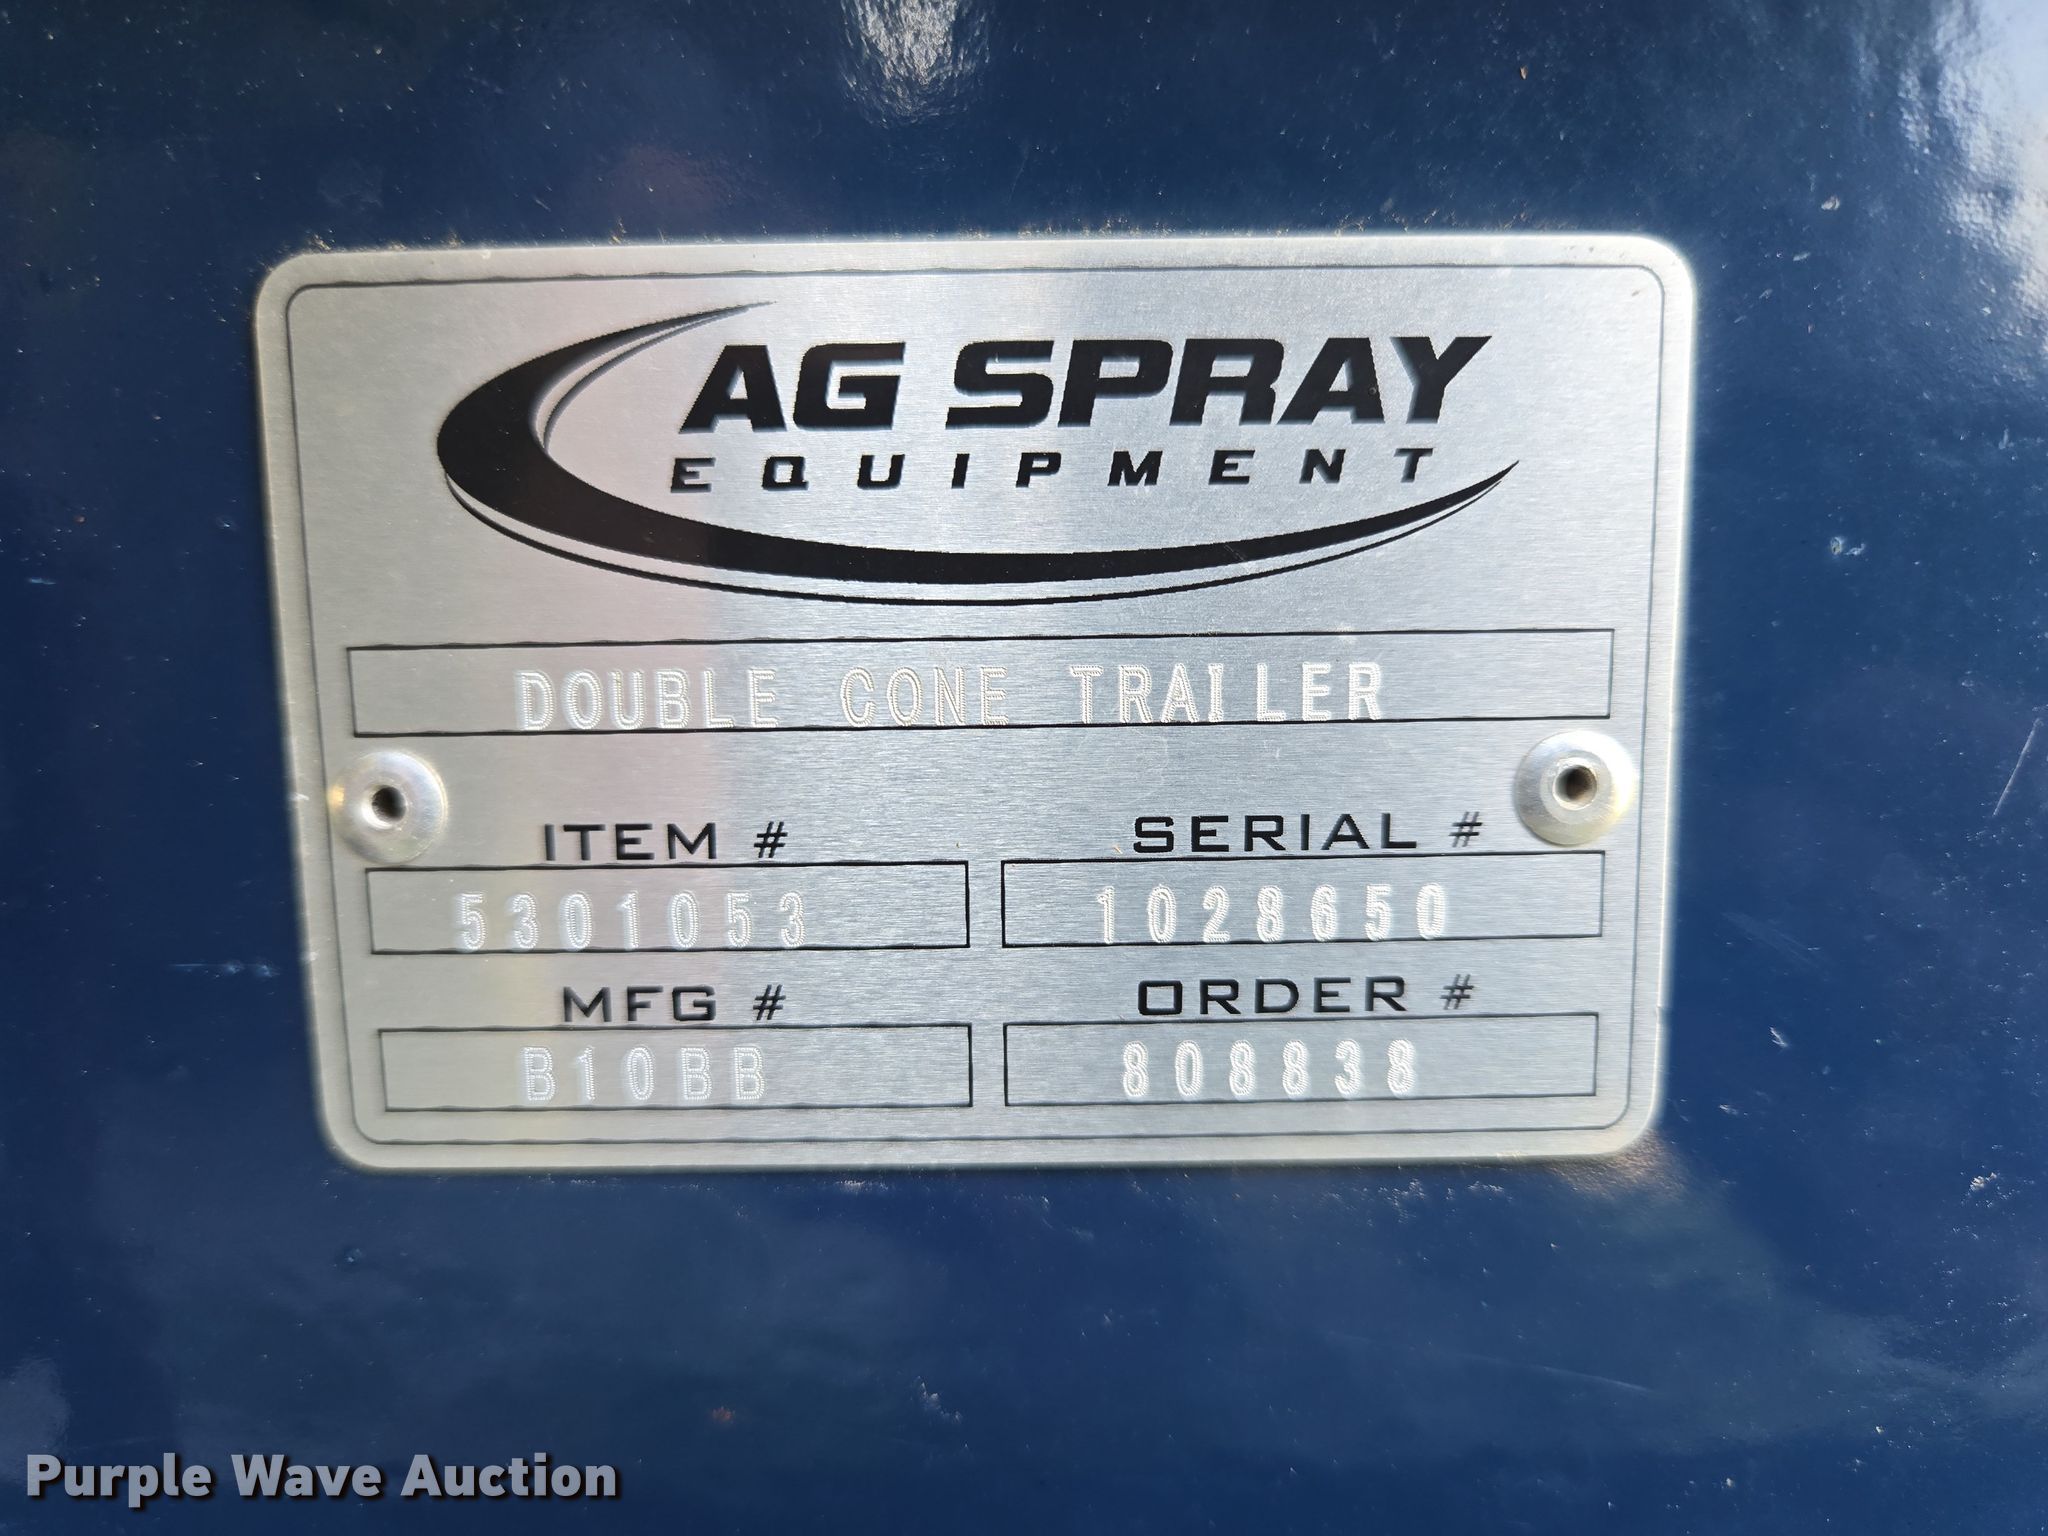 AG SPRAY
EQUIPMENT
DOUBLE CONE TRAILER
ITEM # SERIAL #
5301053 1028650
MFG # ORDER #
B10BB 808838
Purple Wave Auction